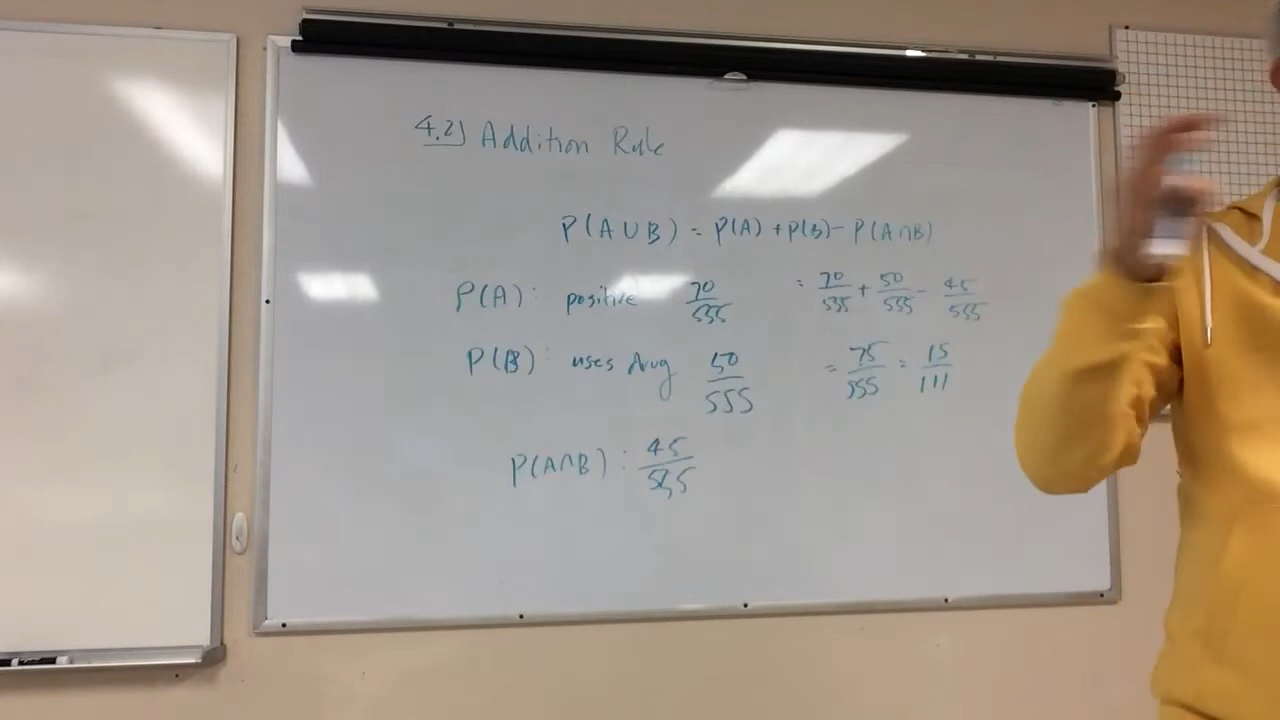 4.2) Addition Rule
P(A ∪ B) = P(A) + P(B) - P(A ∩ B)
P(A): positive 70/555 = 70/555 + 50/555 - 45/555
P(B): uses drug 50/555 = 75/555 = 15/111
P(A∩B): 45/555